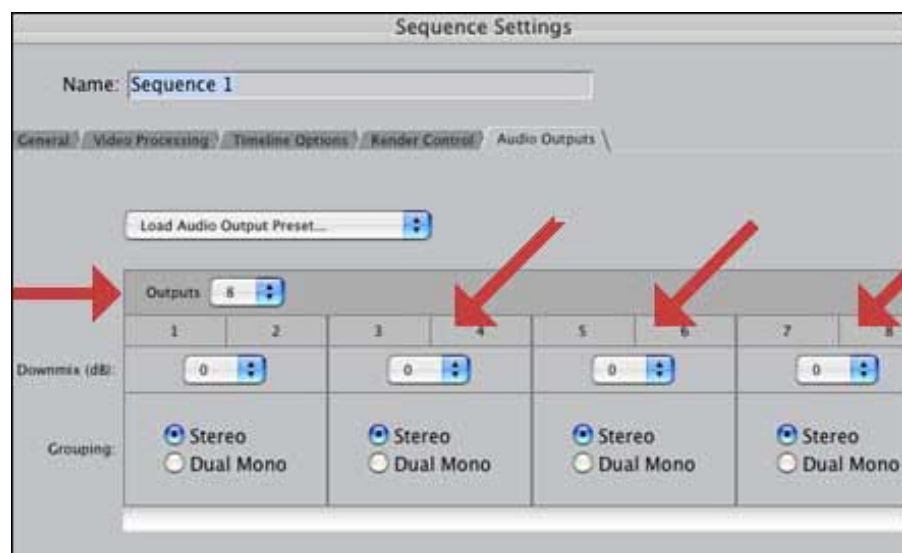 Sequence Settings
Name: Sequence 1
General Video Processing Timeline Options Render Control Audio Outputs
Load Audio Output Preset...
Outputs 8
1 2 3 4 5 6 7 8
Downmix (dB): 0 0 0 0
Grouping: Stereo Stereo Stereo Stereo
Dual Mono Dual Mono Dual Mono Dual Mono